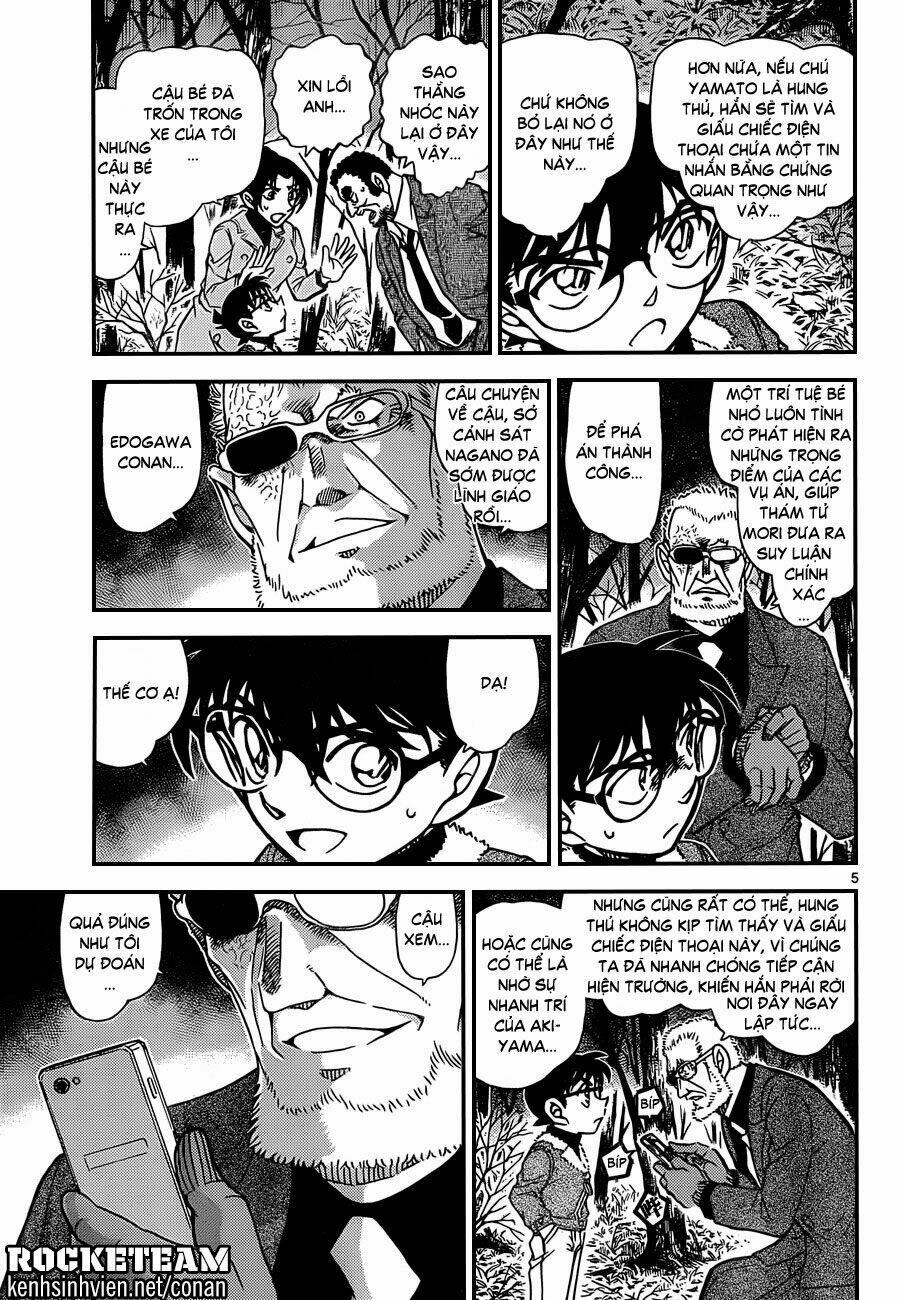 HƠN NỮA, NẾU CHÚ
YAMATO LÀ HUNG
THỦ, HẮN SẼ TÌM VÀ
GIẤU CHIẾC ĐIỆN
THOẠI CHỨA MỘT TIN
NHẮN BẰNG CHỨNG
QUAN TRỌNG NHƯ
VẬY...
CHỨ KHÔNG
BỎ LẠI NÓ Ở
ĐÂY NHƯ THẾ
NÀY...
SAO
THẰNG
NHÓC NÀY
LẠI Ở ĐÂY
VẬY...
XIN LỖI
ANH...
CẬU BÉ ĐÃ
TRỐN TRONG
XE CỦA TÔI
...
NHƯNG
CẬU BÉ
NÀY
THỰC
RA
...
MỘT TRÍ TUỆ BÉ
NHỎ LUÔN TÌNH
CỜ PHÁT HIỆN RA
NHỮNG TRỌNG
ĐIỂM CỦA CÁC
VỤ ÁN, GIÚP
THÁM TỬ
MORI ĐƯA RA
SUY LUẬN
CHÍNH
XÁC
...
ĐỂ PHÁ
ÁN THÀNH
CÔNG...
CÂU CHUYỆN
VỀ CẬU, SỞ
CẢNH SÁT
NAGANO ĐÃ
SỚM ĐƯỢC
LĨNH GIÁO
RỒI...
EDOGAWA
CONAN...
DẠ!
THẾ CƠ Ạ!
5
NHƯNG CŨNG RẤT CÓ THỂ, HUNG
THỦ KHÔNG KỊP TÌM THẤY VÀ GIẤU
CHIẾC ĐIỆN THOẠI NÀY, VÌ CHÚNG
TA ĐÃ NHANH CHÓNG TIẾP CẬN
HIỆN TRƯỜNG, KHIẾN HẮN PHẢI RỜI
NƠI ĐÂY NGAY
LẬP TỨC...
HOẶC CŨNG
CÓ THỂ LÀ
NHỜ SỰ
NHANH TRÍ
CỦA AKI-
YAMA...
BÍP
BÍP
CẬU
XEM...
QUẢ ĐÚNG
NHƯ TÔI
DỰ ĐOÁN
...
ROCKETEAM
kenhsinhvien.net/conan